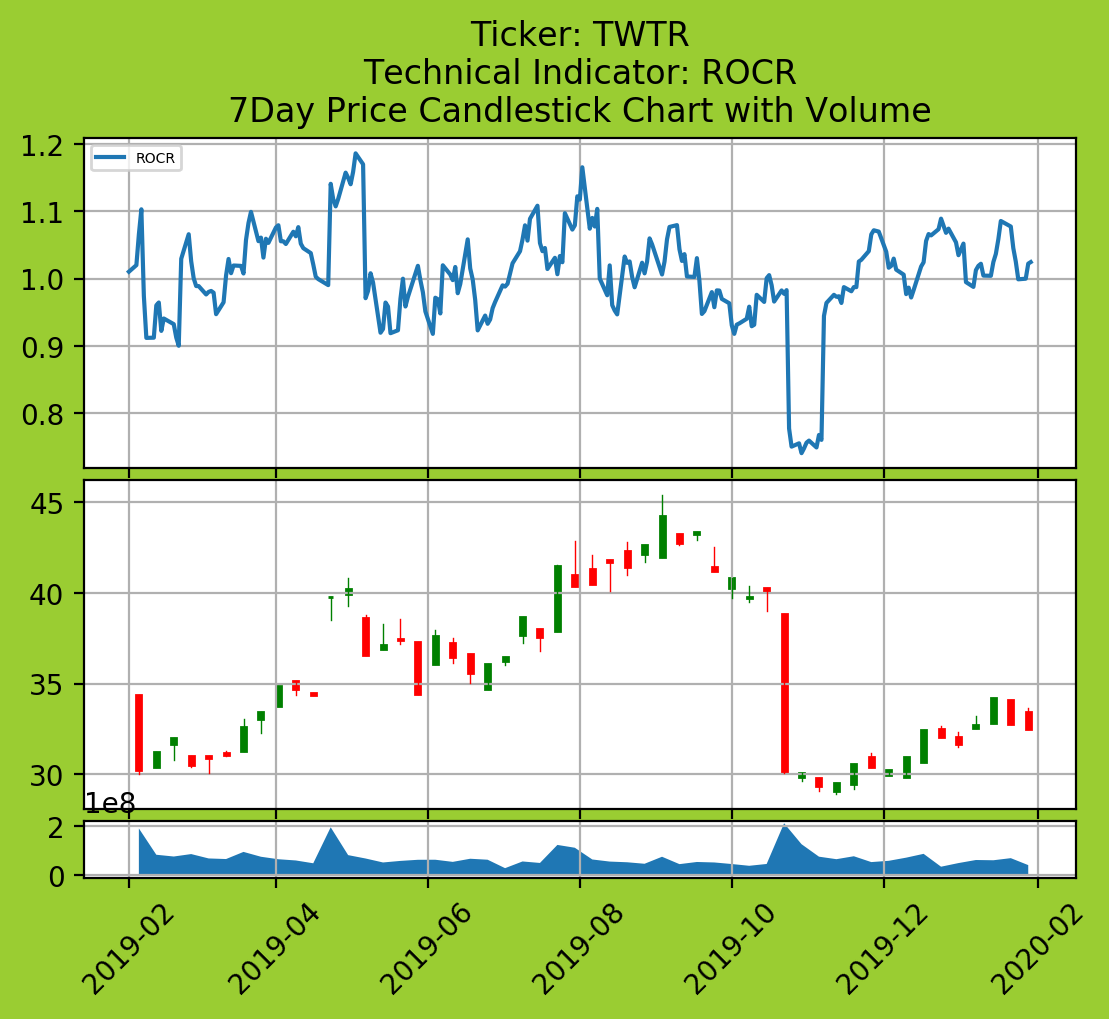 Ticker: TWTR
Technical Indicator: ROCR
7Day Price Candlestick Chart with Volume
1.2
ROCR
1.1
1.0
0.9
0.8
45
40
35
30
1e8
2
0
2019-02 2019-04 2019-06 2019-08 2019-10 2019-12 2020-02